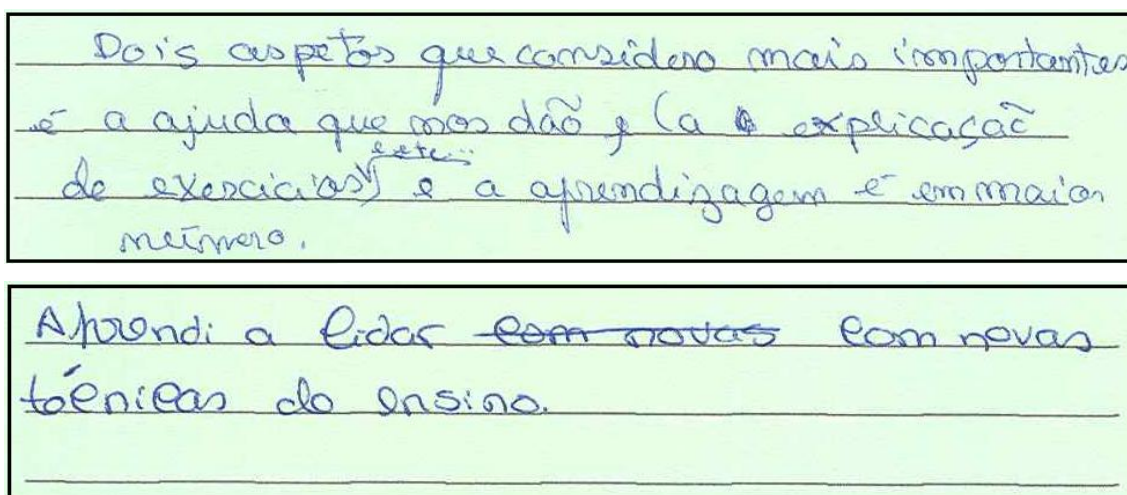 Dois aspetos que considero mais importantes
é a ajuda que nos dão, (a explicação
de exercícios) e a aprendizagem é em maior
número.
Aprendi a lidar com novas com novas
técnicas de ensino.